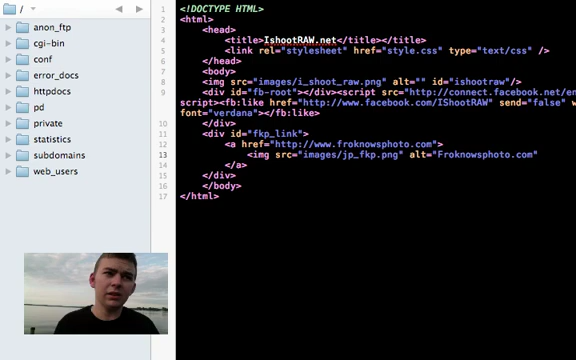 /
anon_ftp
cgi-bin
conf
error_docs
httpdocs
pd
private
statistics
subdomains
web_users
1 <!DOCTYPE HTML>
2 <html>
3 <head>
4 <title>IshootRAW.net</title></title>
5 <link rel="stylesheet" href="style.css" type="text/css" />
6 </head>
7 <body>
8 <img src="images/i_shoot_raw.png" alt="" id="ishootraw"/>
9 <div id="fb-root"></div><script src="http://connect.facebook.net/en
script><fb:like href="http://www.facebook.com/IShootRAW" send="false" w
font="verdana"></fb:like>
10 </div>
11 <div id="fkp_link">
12 <a href="http://www.froknowsphoto.com">
13 <img src="images/jp_fkp.png" alt="Froknowsphoto.com"
14 </a>
15 </div>
16 </body>
17 </html>